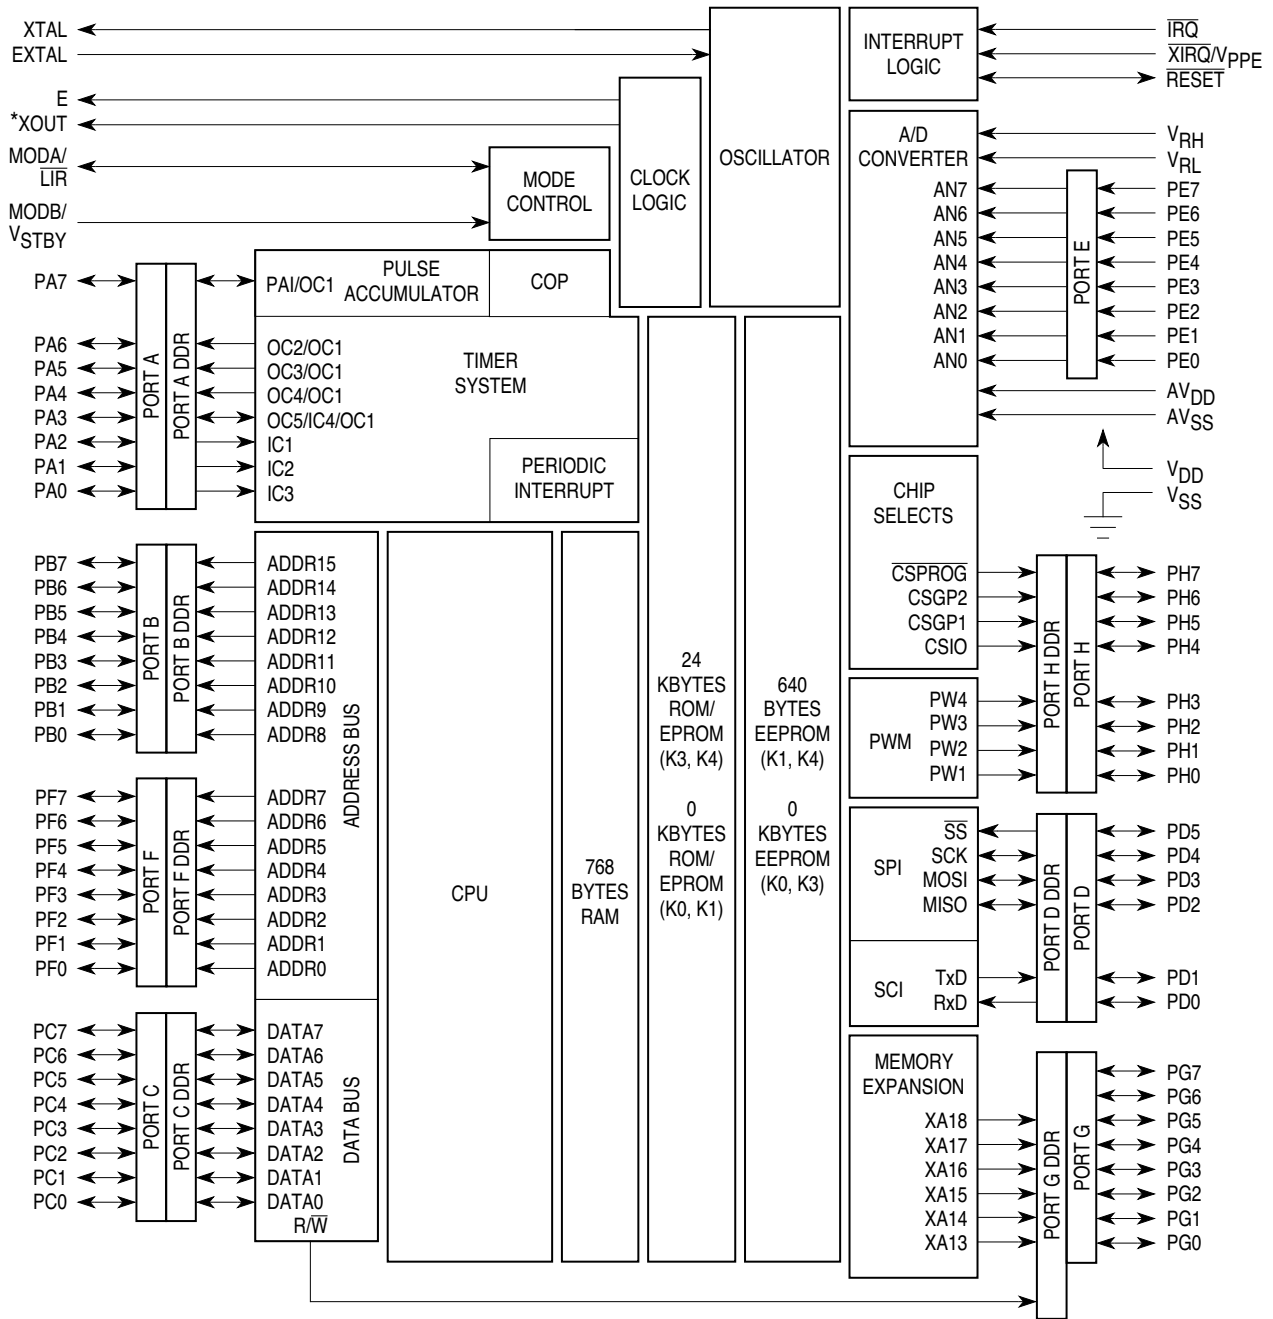 XTAL
EXTAL
E
*XOUT
MODA/
LIR
MODB/
VSTBY
MODE
CONTROL
CLOCK
LOGIC
OSCILLATOR
INTERRUPT
LOGIC
IRQ
XIRQ/VPPE
RESET
A/D
CONVERTER
VRH
VRL
AN7
AN6
AN5
AN4
AN3
AN2
AN1
AN0
PORT E
PE7
PE6
PE5
PE4
PE3
PE2
PE1
PE0
AVDD
AVSS
VDD
VSS
PA7
PA6
PA5
PA4
PA3
PA2
PA1
PA0
PORT A
PORT A DDR
PAI/OC1
PULSE
ACCUMULATOR
COP
OC2/OC1
OC3/OC1
OC4/OC1
OC5/IC4/OC1
IC1
IC2
IC3
TIMER
SYSTEM
PERIODIC
INTERRUPT
PB7
PB6
PB5
PB4
PB3
PB2
PB1
PB0
PORT B
PORT B DDR
ADDR15
ADDR14
ADDR13
ADDR12
ADDR11
ADDR10
ADDR9
ADDR8
ADDRESS BUS
PF7
PF6
PF5
PF4
PF3
PF2
PF1
PF0
PORT F
PORT F DDR
ADDR7
ADDR6
ADDR5
ADDR4
ADDR3
ADDR2
ADDR1
ADDR0
PC7
PC6
PC5
PC4
PC3
PC2
PC1
PC0
PORT C
PORT C DDR
DATA7
DATA6
DATA5
DATA4
DATA3
DATA2
DATA1
DATA0
R/W
DATA BUS
CPU
768
BYTES
RAM
24
KBYTES
ROM/
EPROM
(K3, K4)
0
KBYTES
ROM/
EPROM
(K0, K1)
640
BYTES
EEPROM
(K1, K4)
0
KBYTES
EEPROM
(K0, K3)
CHIP
SELECTS
CSPROG
CSGP2
CSGP1
CSIO
PWM
PW4
PW3
PW2
PW1
PORT H DDR
PORT H
PH7
PH6
PH5
PH4
PH3
PH2
PH1
PH0
SPI
SS
SCK
MOSI
MISO
SCI
TxD
RxD
PORT D DDR
PORT D
PD5
PD4
PD3
PD2
PD1
PD0
MEMORY
EXPANSION
XA18
XA17
XA16
XA15
XA14
XA13
PORT G DDR
PORT G
PG7
PG6
PG5
PG4
PG3
PG2
PG1
PG0